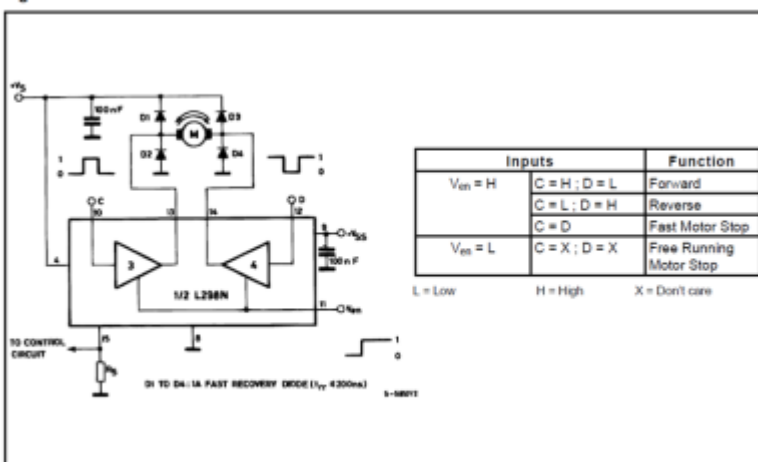 +Vs
100nF
D1
D3
M
D2
D4
1
0
1
0
C
D
10
13
14
12
9
+Vss
100nF
4
3
4
1/2 L298N
11
Ven
15
8
1
0
TO CONTROL
CIRCUIT
Rs
D1 TO D4: 1A FAST RECOVERY DIODE (trr ≤200ns)
Inputs Function
Ven = H C = H ; D = L Forward
C = L ; D = H Reverse
C = D Fast Motor Stop
Ven = L C = X ; D = X Free Running
Motor Stop
L = Low H = High X = Don't care